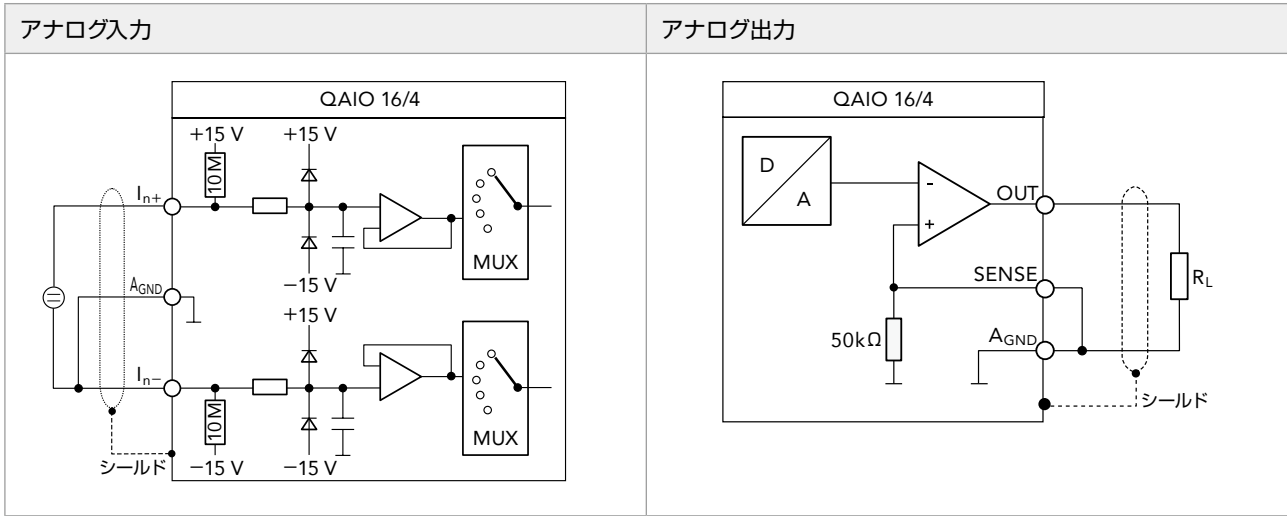 アナログ入力
アナログ出力
QAIO 16/4
+15 V
+15 V
10M
In+
MUX
−15 V
AGND
+15 V
In−
10M
MUX
シールド
−15 V
−15 V
QAIO 16/4
D
A
-
+
OUT
SENSE
RL
50kΩ
AGND
シールド